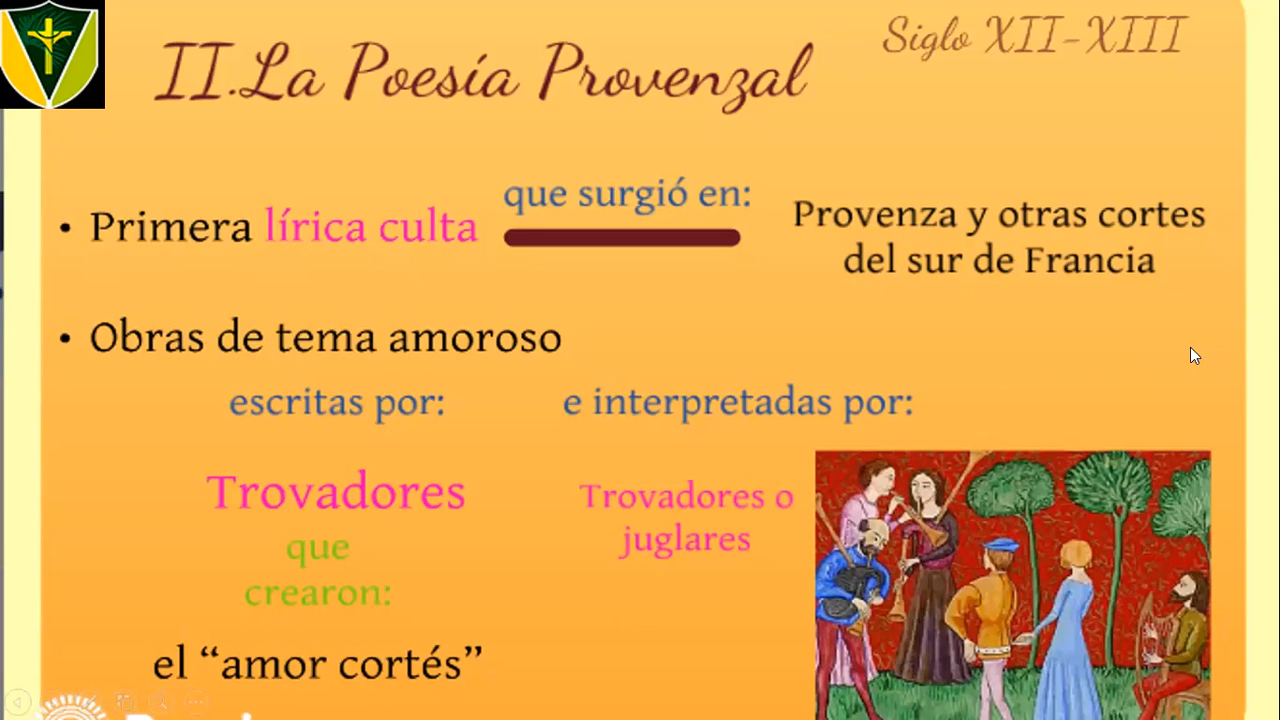 II. La Poesía Provenzal
Siglo XII-XIII
• Primera lírica culta
que surgió en:
Provenza y otras cortes
del sur de Francia
• Obras de tema amoroso
escritas por:
e interpretadas por:
Trovadores
que
crearon:
Trovadores o
juglares
el “amor cortés”